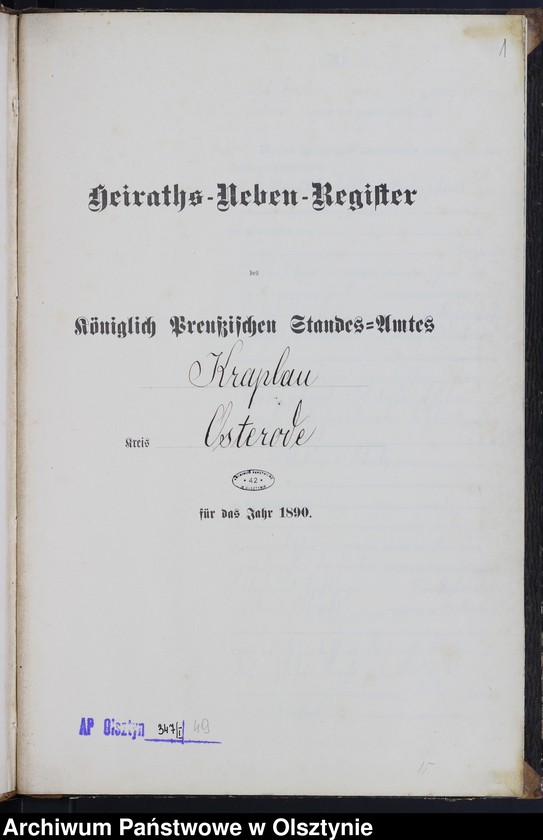 1
Heiraths-Neben-Register
des
Königlich Preußischen Standes-Amtes
Kraplau
Kreis Osterode
42
für das Jahr 1890.
AP Olsztyn 347/I 49
15
Archiwum Państwowe w Olsztynie